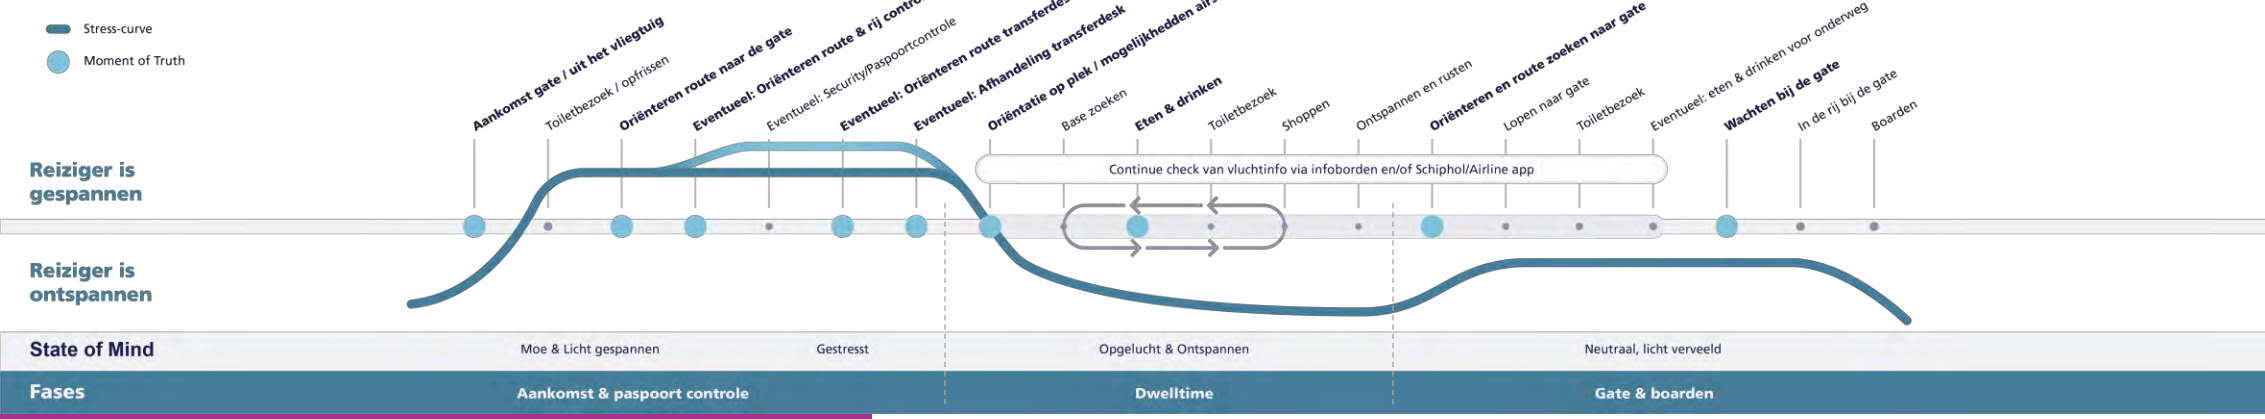 Stress-curve
Moment of Truth
Aankomst gate / uit het vliegtuig
Toiletbezoek / opfrissen
Oriënteren route naar de gate
Eventueel: Oriënteren route & rij
Eventueel: Security/Paspoortcontrole
Eventueel: Oriënteren route
Eventueel: Afhandeling transferdesk
Oriëntatie op plek / mogelijkhedden
Base zoeken
Eten & drinken
Toiletbezoek
Shoppen
Ontspannen en rusten
Oriënteren en route zoeken naar gate
Lopen naar gate
Toiletbezoek
Eventueel: eten & drinken voor onderweg
Wachten bij de gate
In de rij bij de gate
Boarden
Reiziger is
gespannen
Continue check van vluchtinfo via infoborden en/of Schiphol/Airline app
Reiziger is
ontspannen
State of Mind
Moe & Licht gespannen
Gestresst
Opgelucht & Ontspannen
Neutraal, licht verveeld
Fases
Aankomst & paspoort controle
Dwelltime
Gate & boarden